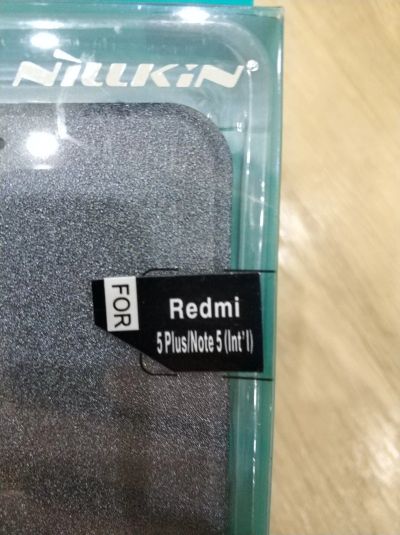 NILLKIN®
FOR
Redmi
5 Plus/Note 5 (Int'l)